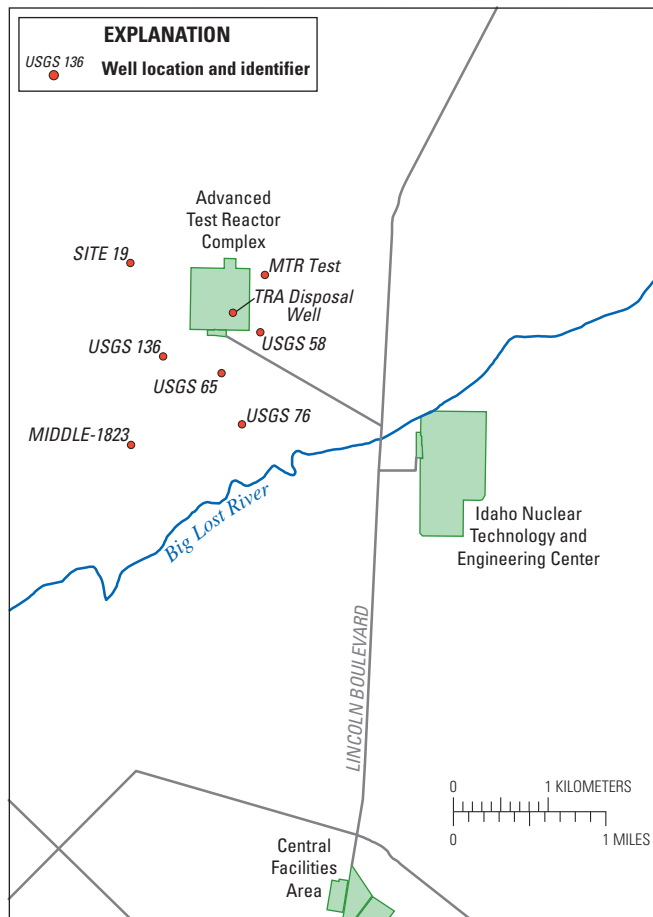 EXPLANATION
USGS 136
Well location and identifier
Advanced
Test Reactor
Complex
SITE 19
MTR Test
TRA Disposal
Well
USGS 58
USGS 136
USGS 65
USGS 76
MIDDLE-1823
Big Lost River
Idaho Nuclear
Technology and
Engineering Center
LINCOLN BOULEVARD
0 1 KILOMETERS
0 1 MILES
Central
Facilities
Area